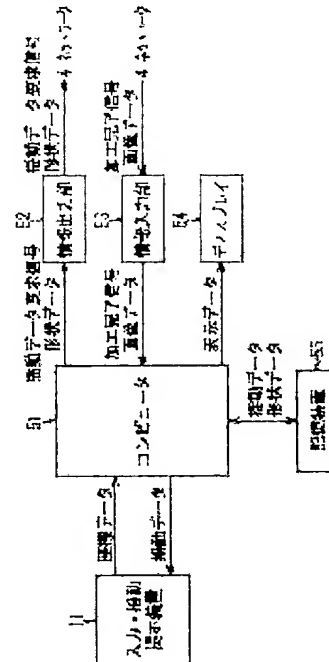 振動データ要求信号
形状データ
52
情報出力部
振動データ要求信号
形状データ
ネットワーク
加工完了信号
画像データ
53
情報入力部
加工完了信号
画像データ
ネットワーク
表示データ
54
ディスプレイ
51
コンピュータ
座標データ
振動データ
11
入力・振動
提示装置
振動データ
形状データ
55
記憶装置